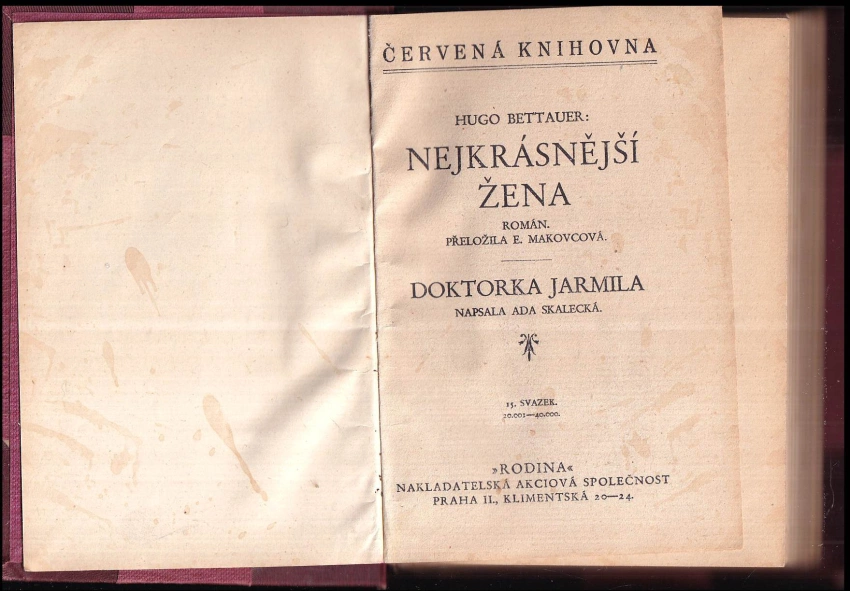 ČERVENÁ KNIHOVNA
HUGO BETTAUER:
NEJKRÁSNĚJŠÍ
ŽENA
ROMÁN.
PŘELOŽILA E. MAKOVCOVÁ.
DOKTORKA JARMILA
NAPSALA ADA SKALECKÁ.
15. SVAZEK.
20.001—40.000.
»RODINA«
NAKLADATELSKÁ AKCIOVÁ SPOLEČNOST
PRAHA II., KLIMENTSKÁ 20—24.